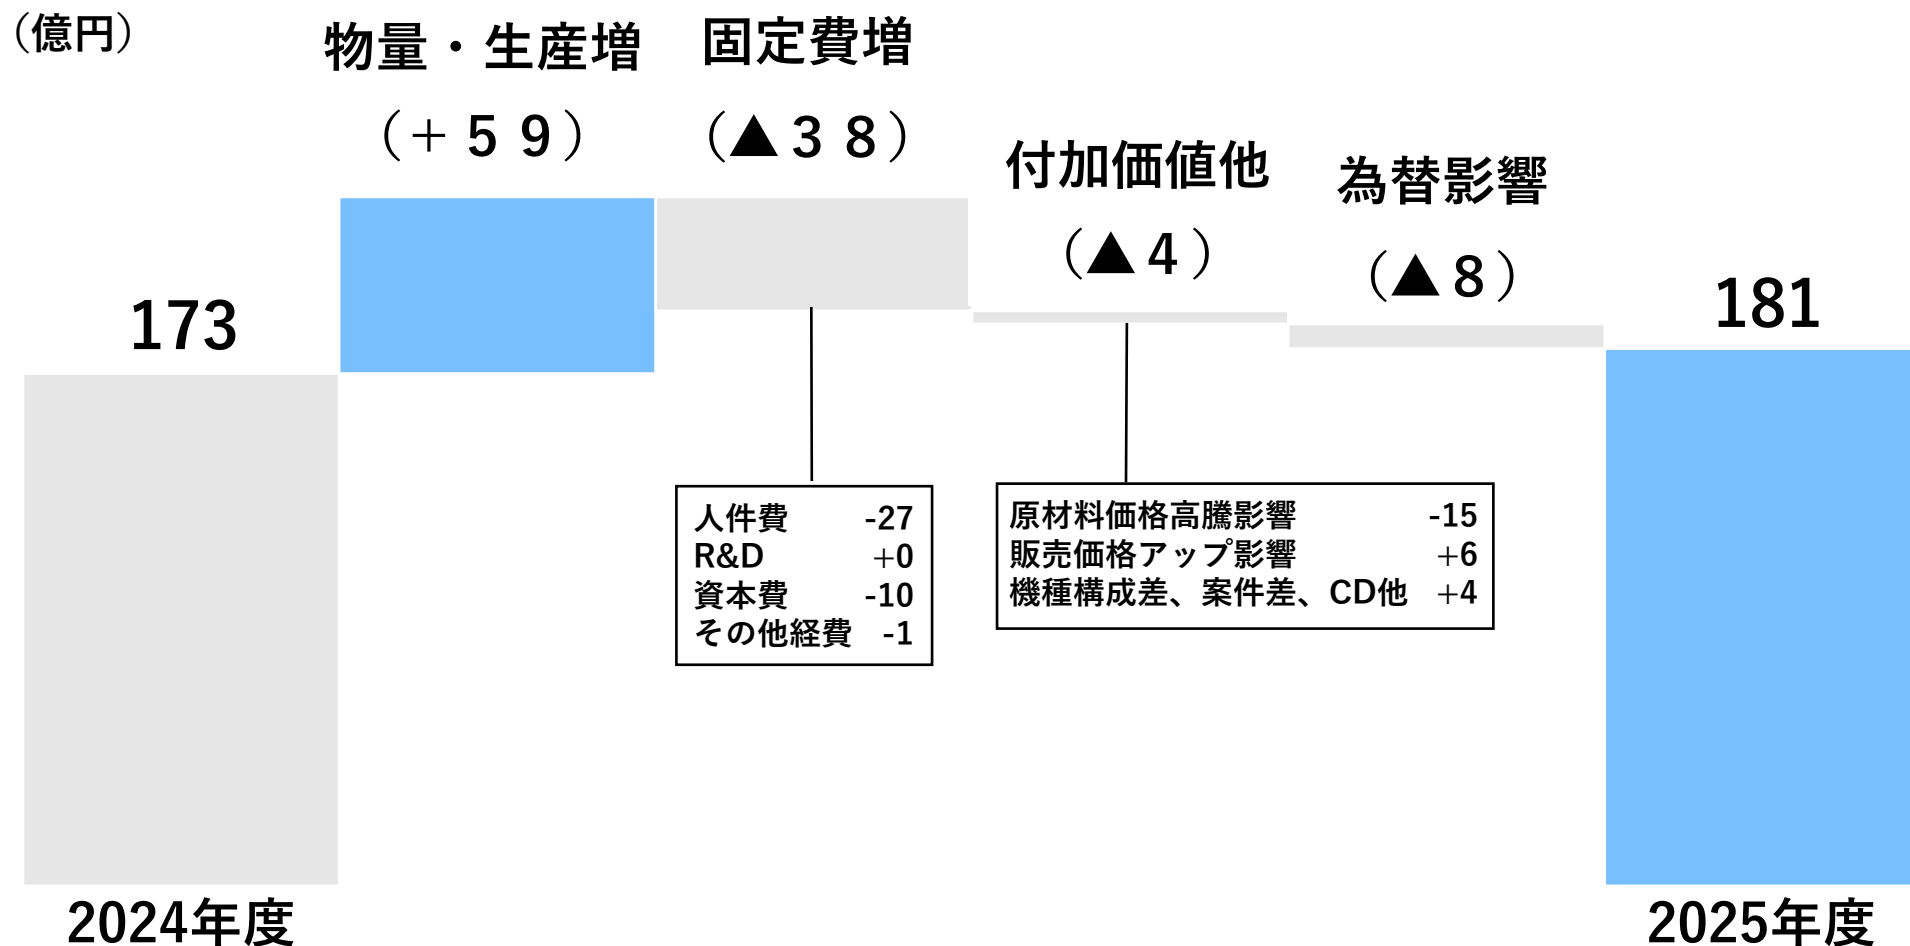 （億円）
物量・生産増
（＋５９）
固定費増
（▲３８）
付加価値他
（▲４）
為替影響
（▲８）
173
181
人件費 -27
R&D +0
資本費 -10
その他経費 -1
原材料価格高騰影響 -15
販売価格アップ影響 +6
機種構成差、案件差、CD他 +4
2024年度
2025年度